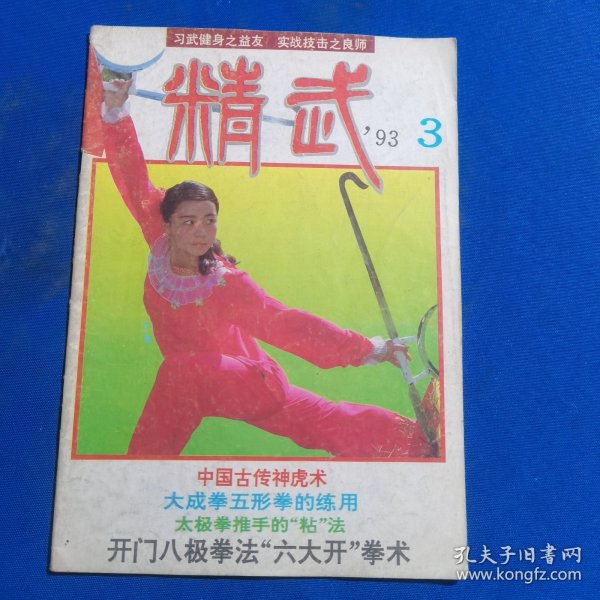 习武健身之益友 实战技击之良师
精武
'93 3
中国古传神虎术
大成拳五形拳的练用
太极拳推手的“粘”法
开门八极拳法“六大开”拳术
孔夫子旧书网
www.kongfz.com